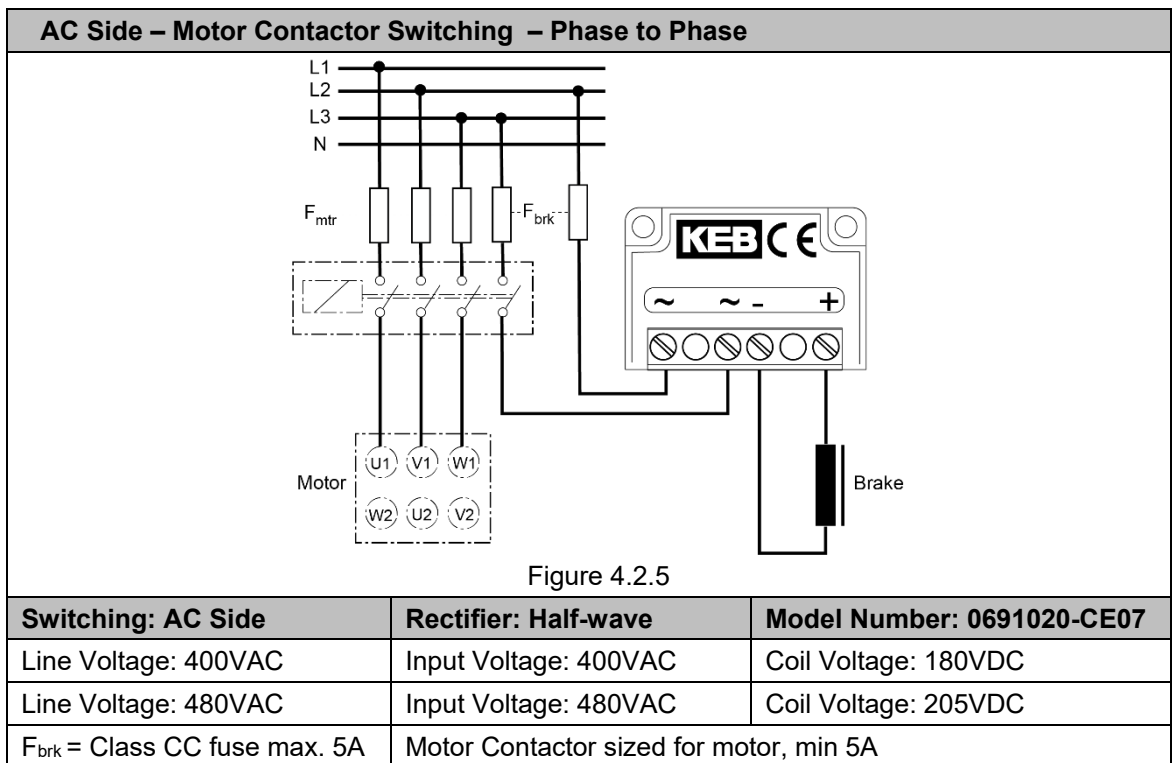 AC Side – Motor Contactor Switching – Phase to Phase
L1
L2
L3
N
Fmtr
Fbrk
KEB CE
~ ~ - +
Motor
U1 V1 W1
W2 U2 V2
Brake
Figure 4.2.5
Switching: AC Side Rectifier: Half-wave Model Number: 0691020-CE07
Line Voltage: 400VAC Input Voltage: 400VAC Coil Voltage: 180VDC
Line Voltage: 480VAC Input Voltage: 480VAC Coil Voltage: 205VDC
Fbrk = Class CC fuse max. 5A Motor Contactor sized for motor, min 5A